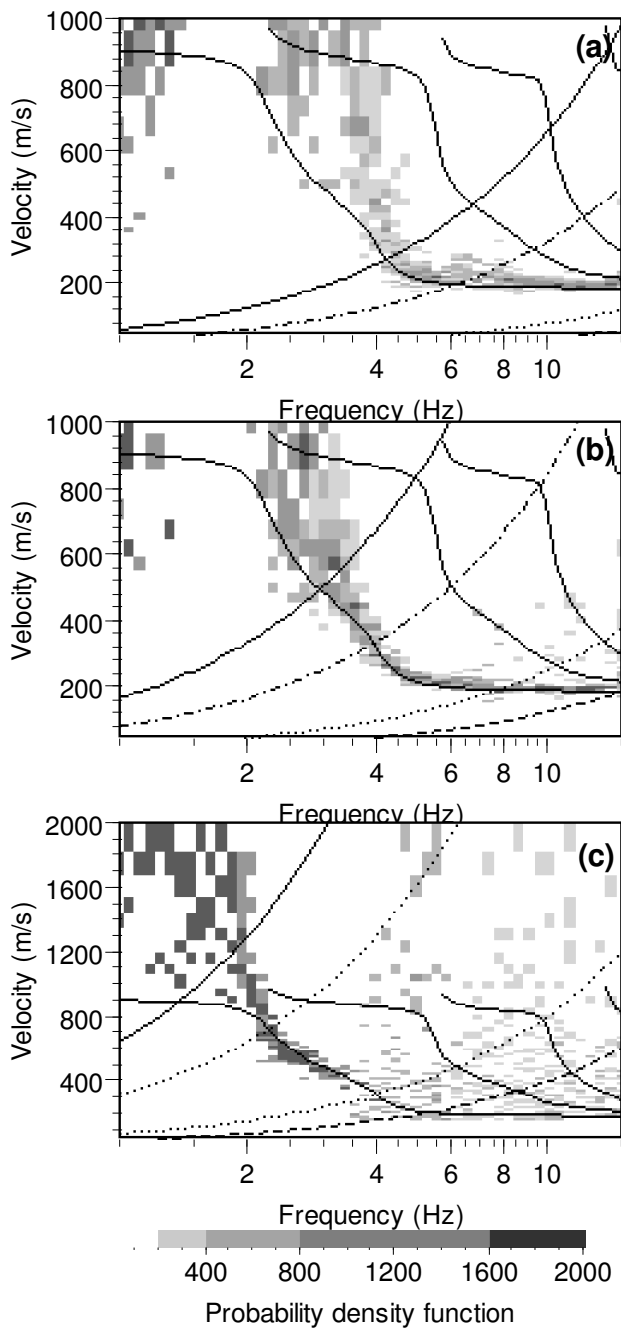 1000
800
600
400
200
Velocity (m/s)
(a)
2 4 6 8 10
Frequency (Hz)
1000
800
600
400
200
Velocity (m/s)
(b)
2 4 6 8 10
Frequency (Hz)
2000
1600
1200
800
400
Velocity (m/s)
(c)
2 4 6 8 10
Frequency (Hz)
400 800 1200 1600 2000
Probability density function